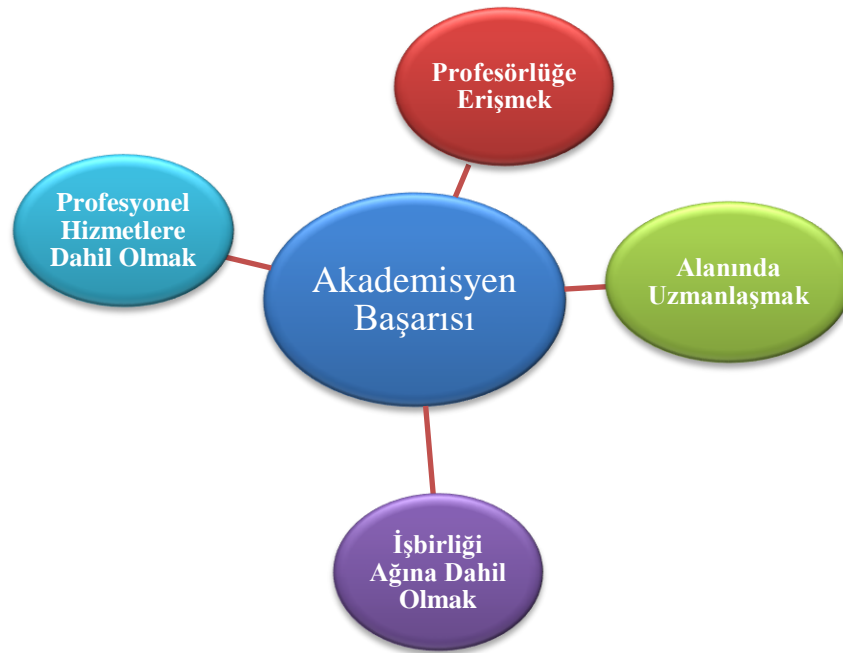 Profesörlüğe
Erişmek
Profesyonel
Hizmetlere
Dahil Olmak
Akademisyen
Başarısı
Alanında
Uzmanlaşmak
İşbirliği
Ağına Dahil
Olmak